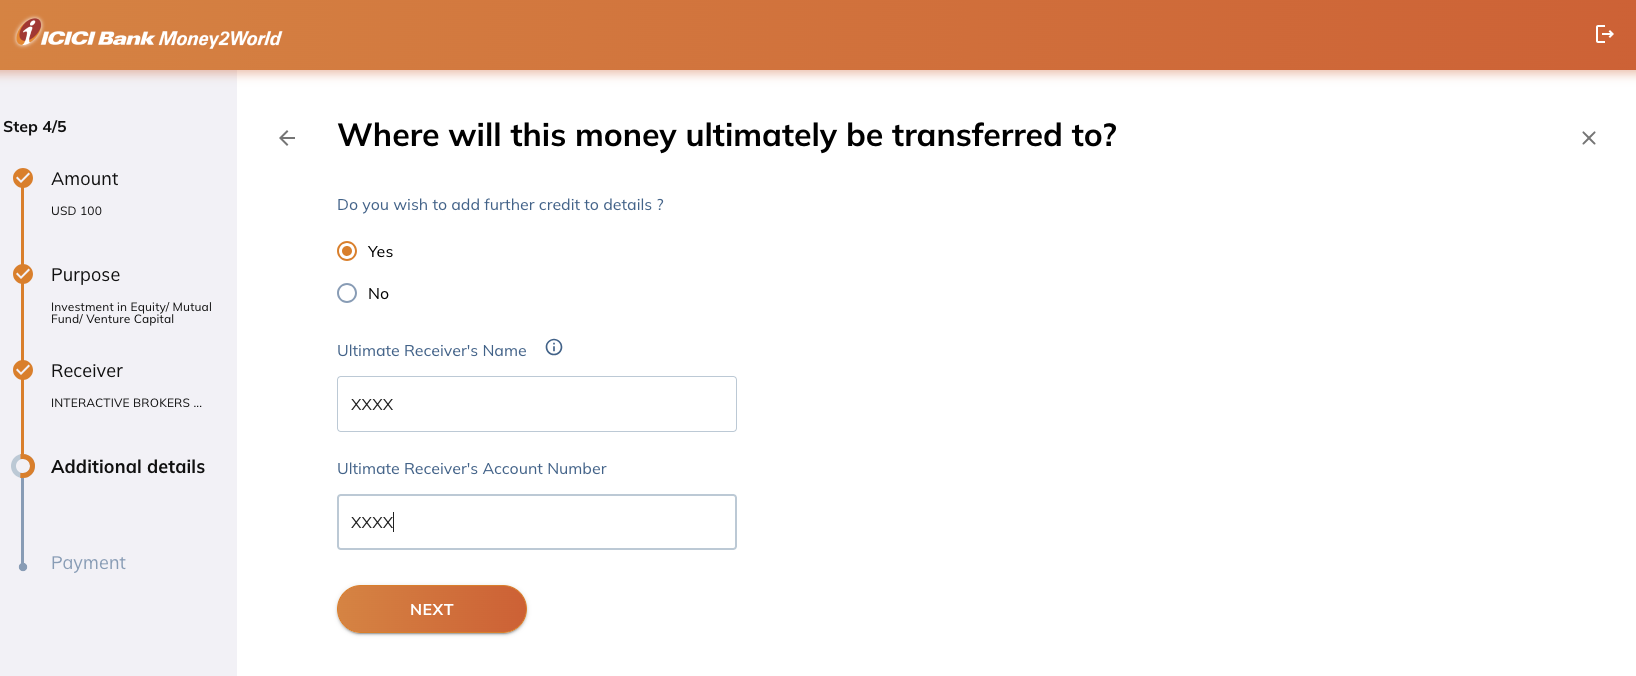 ICICI Bank Money2World
Step 4/5
Amount
USD 100
Purpose
Investment in Equity/ Mutual
Fund/ Venture Capital
Receiver
INTERACTIVE BROKERS ...
Additional details
Payment
Where will this money ultimately be transferred to?
Do you wish to add further credit to details ?
Yes
No
Ultimate Receiver's Name
XXXX
Ultimate Receiver's Account Number
XXXX
NEXT